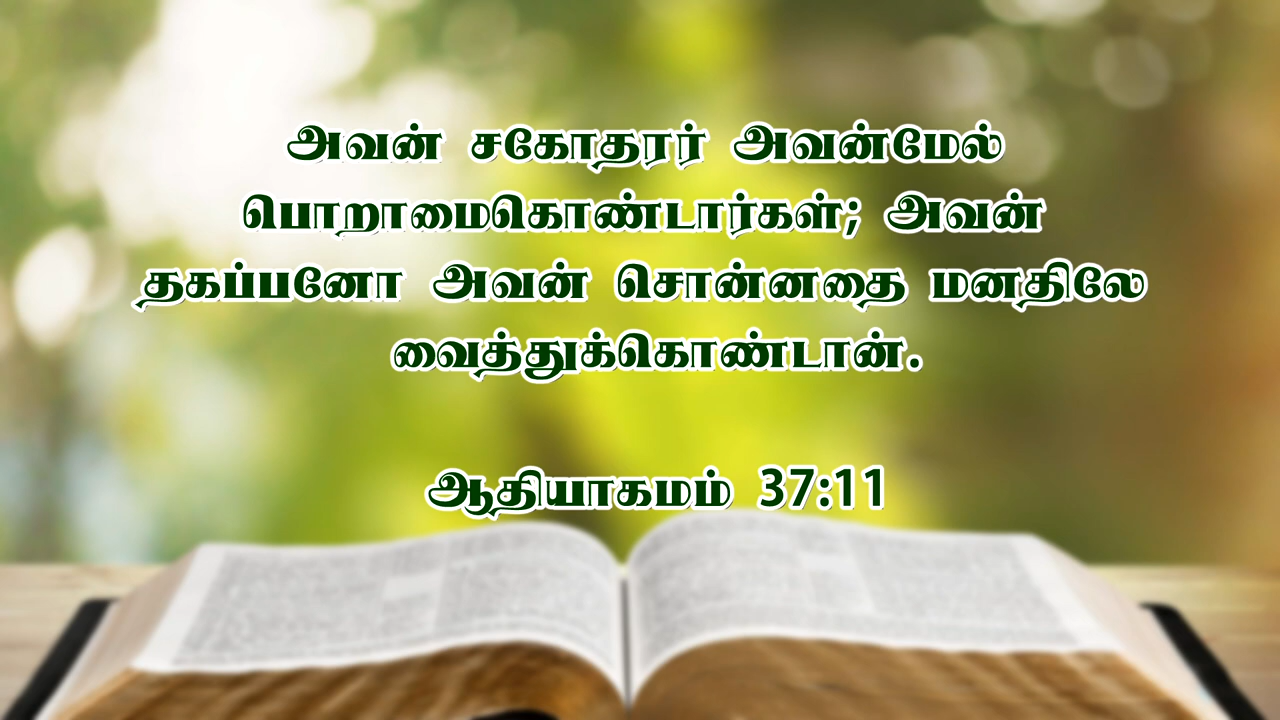 அவன் சகோதரர் அவன்மேல்
பொறாமைகொண்டார்கள்; அவன்
தகப்பனோ அவன் சொன்னதை மனதிலே
வைத்துக்கொண்டான்.
ஆதியாகமம் 37:11